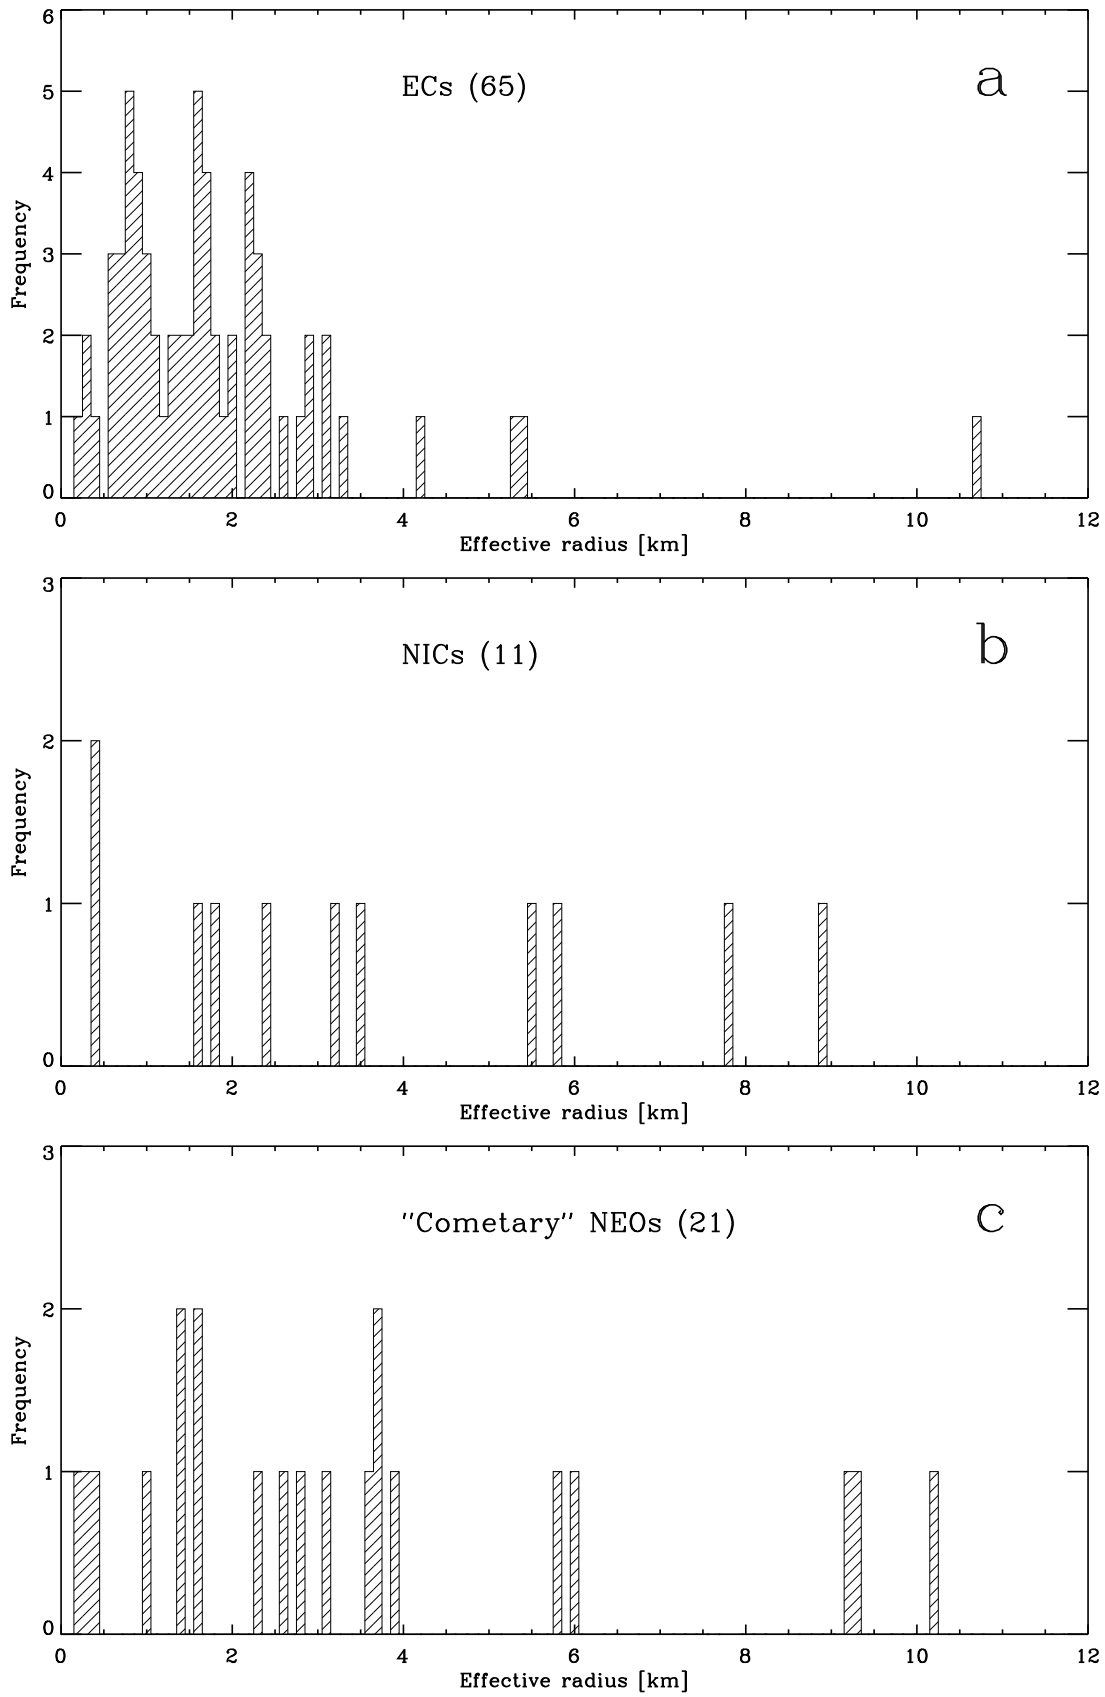 6
ECs (65)
a
5
4
3
2
1
0
Frequency
0 2 4 6 8 10 12
Effective radius [km]
3
NICs (11)
b
2
1
0
Frequency
0 2 4 6 8 10 12
Effective radius [km]
3
"Cometary" NEOs (21)
c
2
1
0
Frequency
0 2 4 6 8 10 12
Effective radius [km]